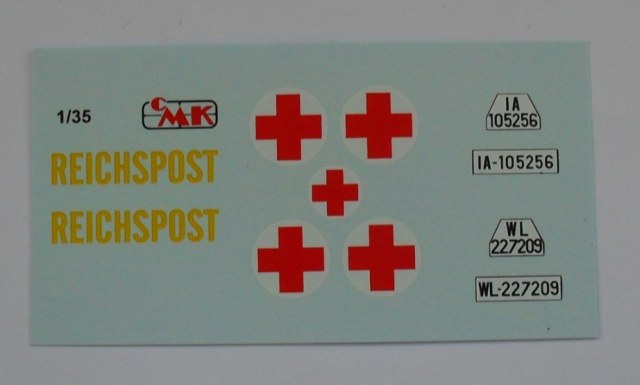 1/35
CMK
REICHSPOST
REICHSPOST
IA
105256
IA-105256
WL
227209
WL-227209